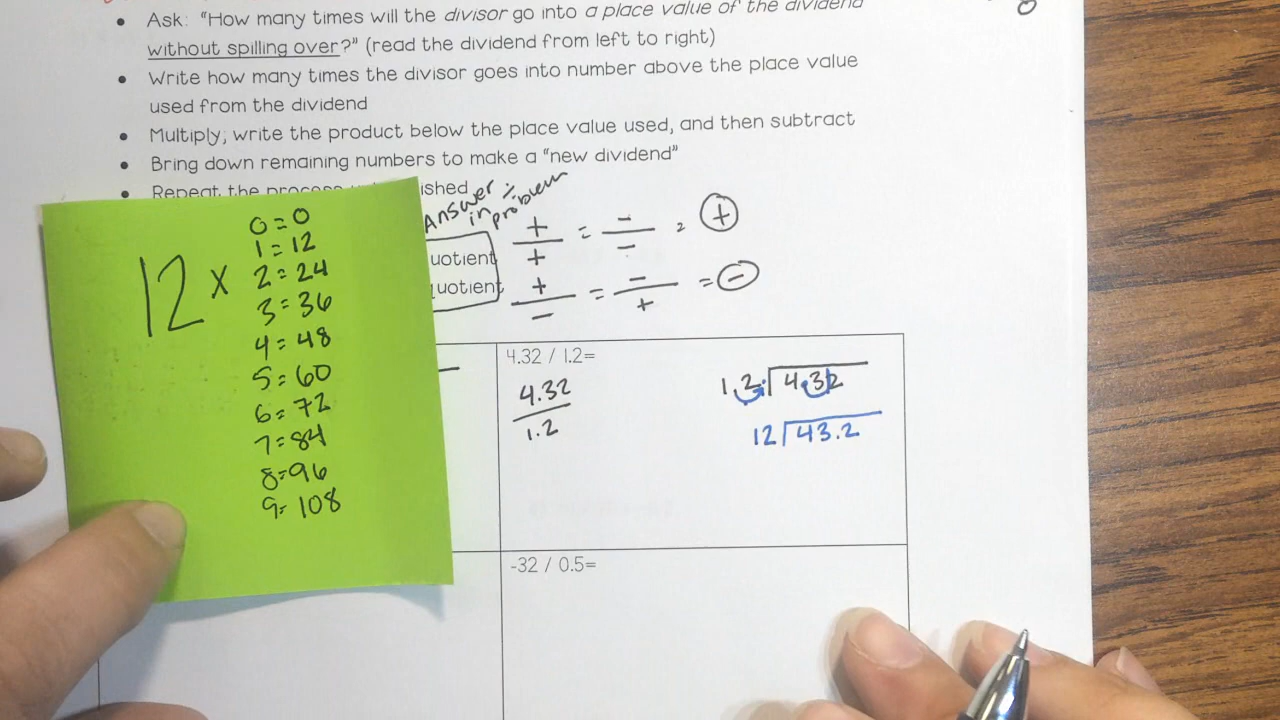 • Ask: “How many times will the divisor go into a place value of the dividend
without spilling over?” (read the dividend from left to right)
• Write how many times the divisor goes into number above the place value
used from the dividend
• Multiply; write the product below the place value used, and then subtract
• Bring down remaining numbers to make a “new dividend”
• Repeat the process ished
Answer %
in problem
uotient
uotient
+/+ = -/- = +
+/- = -/+ = -
12 x
0=0
1=12
2=24
3=36
4=48
5=60
6=72
7=84
8=96
9=108
4.32 / 1.2=
4.32
1.2
1.2 4.32
12 43.2
-32 / 0.5=